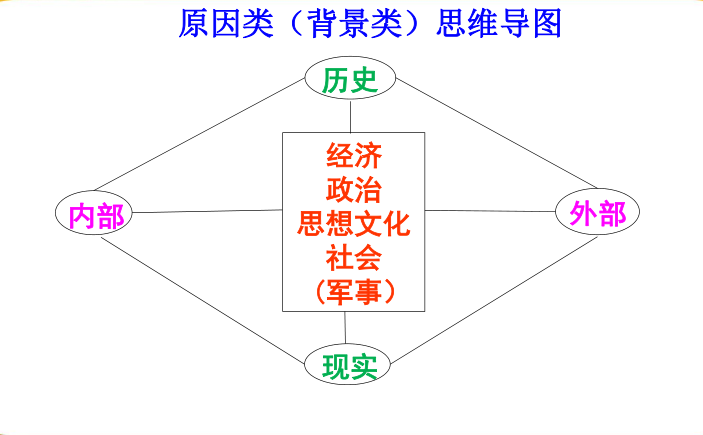 原因类（背景类）思维导图
历史
经济
政治
思想文化
社会
（军事）
内部
外部
现实